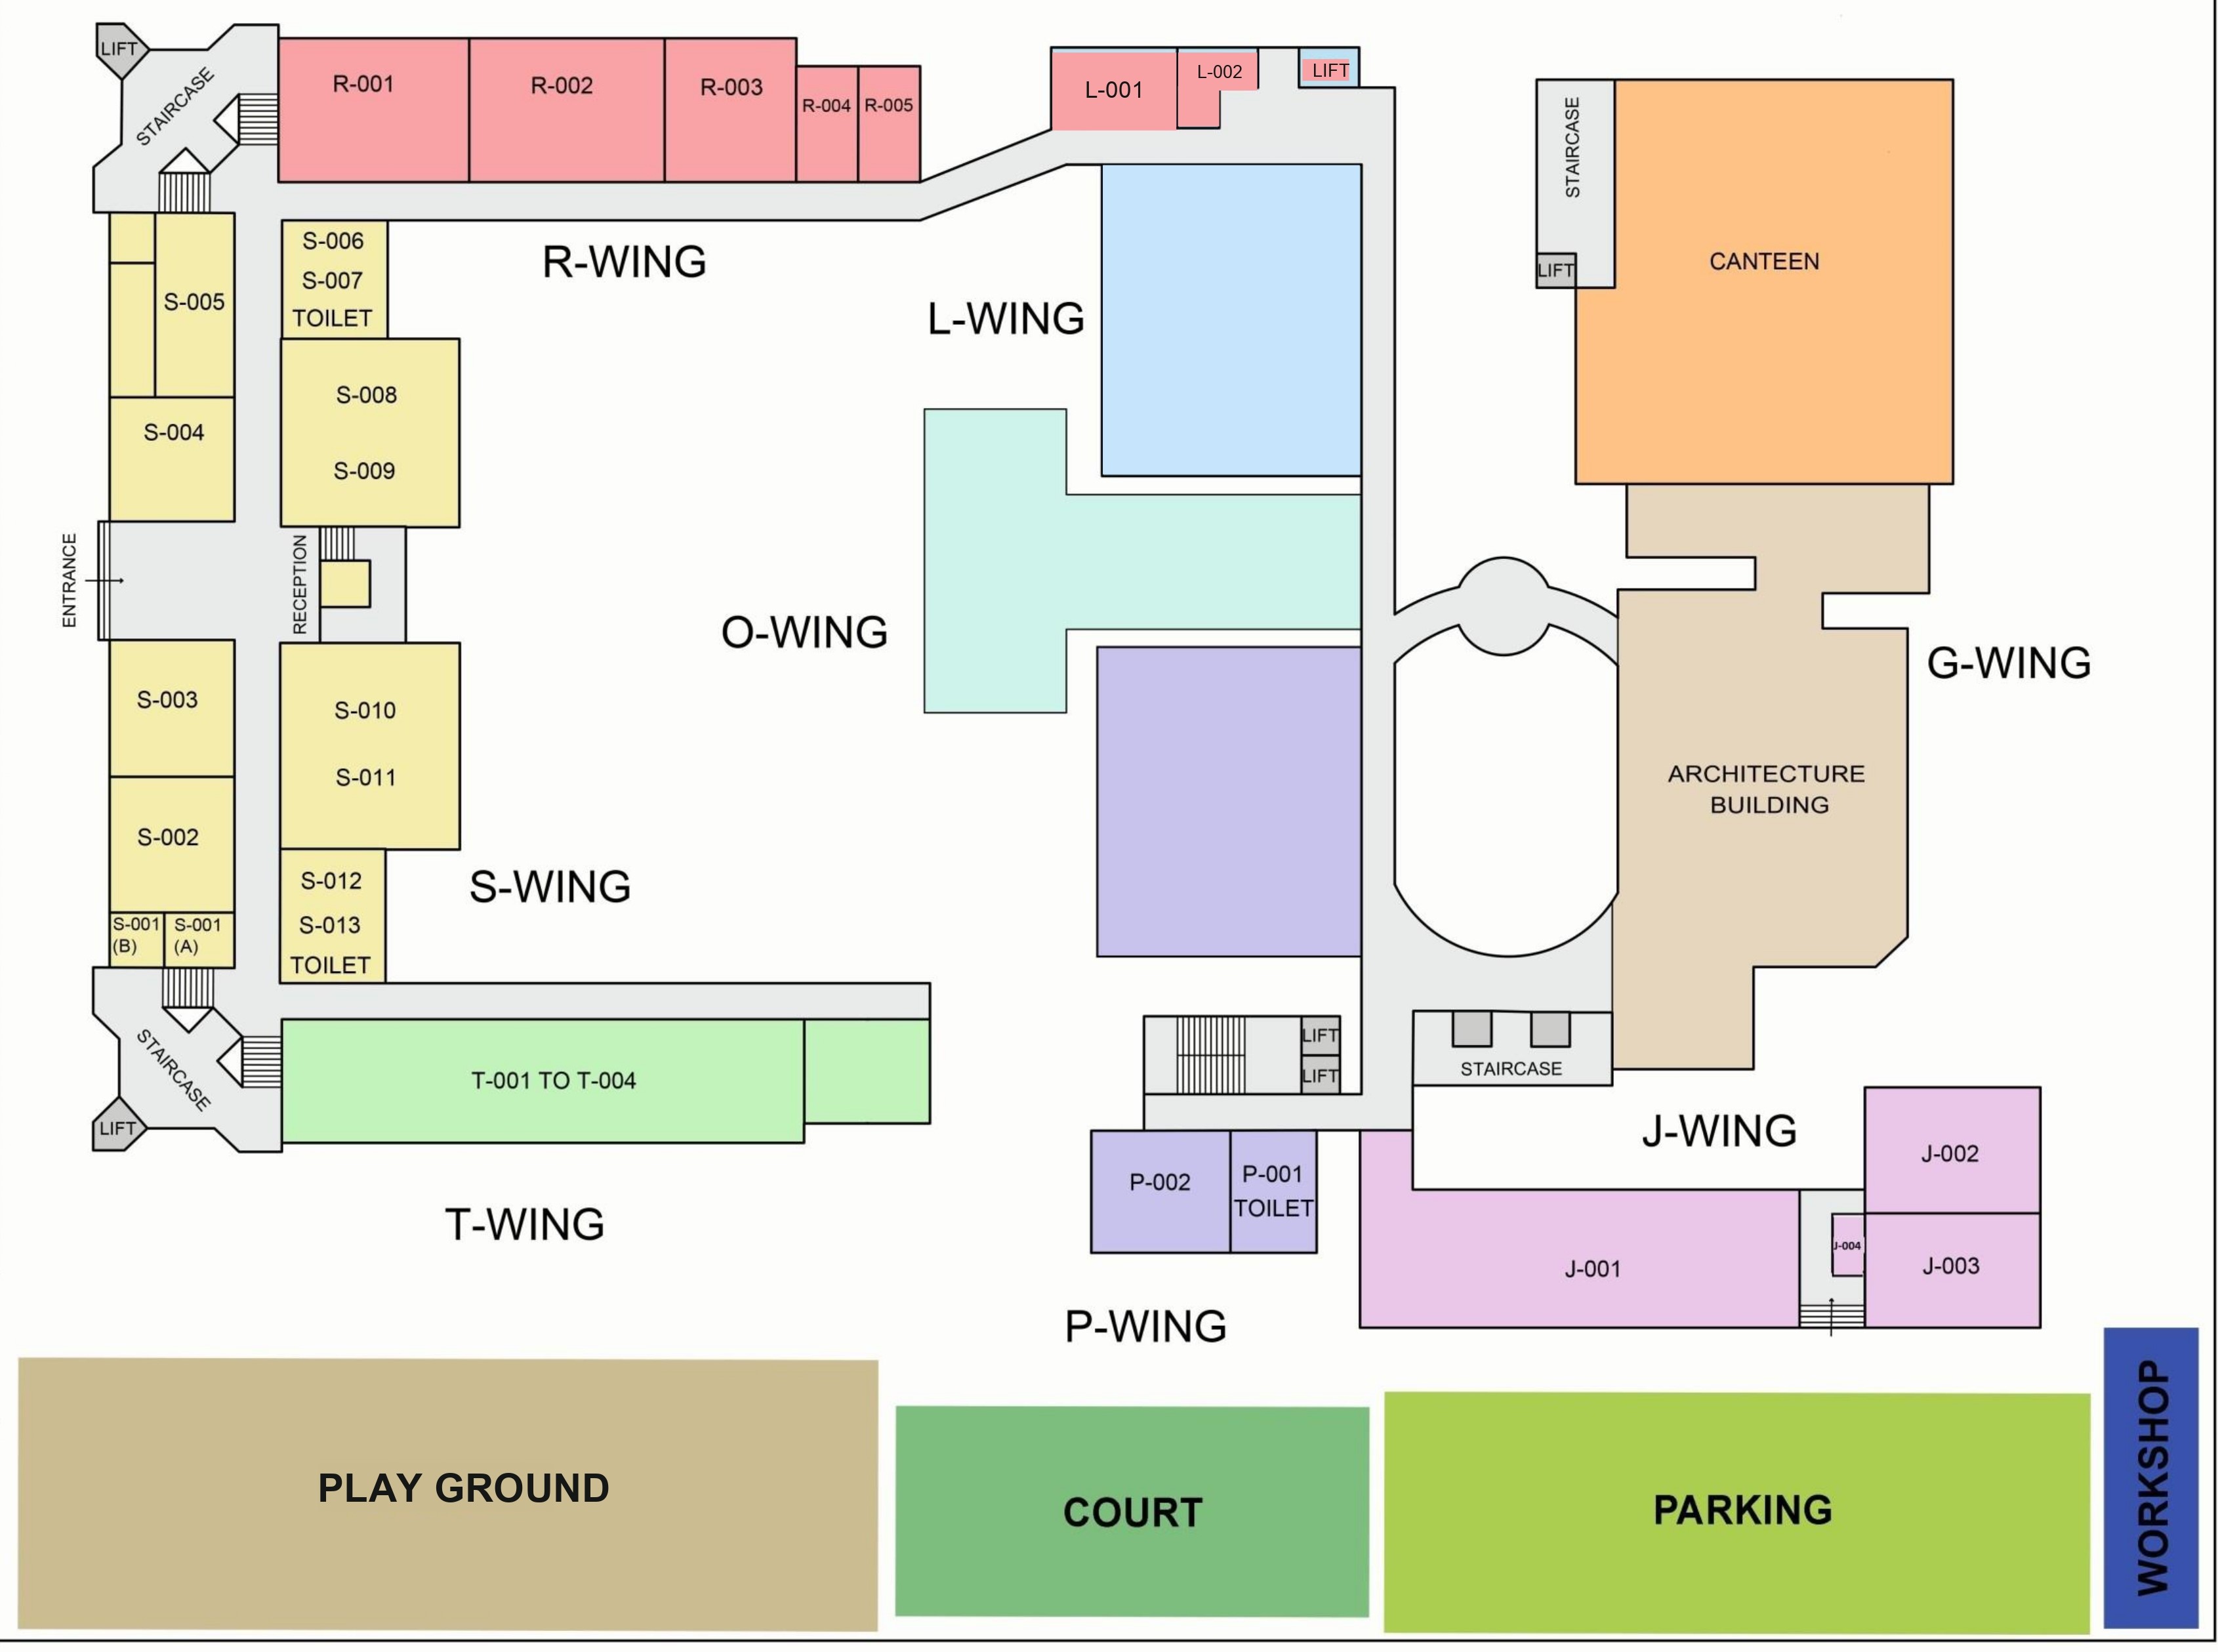 LIFT
STAIRCASE
R-001
R-002
R-003
R-004
R-005
L-001
L-002
LIFT
STAIRCASE
LIFT
CANTEEN
S-006
S-007
TOILET
R-WING
S-005
L-WING
S-008
S-004
S-009
ENTRANCE
RECEPTION
O-WING
G-WING
S-003
S-010
S-011
ARCHITECTURE
BUILDING
S-002
S-012
S-WING
S-001
(B)
S-001
(A)
S-013
TOILET
STAIRCASE
LIFT
LIFT
LIFT
STAIRCASE
T-001 TO T-004
J-WING
J-002
P-002
P-001
TOILET
T-WING
J-004
J-001
J-003
P-WING
PLAY GROUND
COURT
PARKING
WORKSHOP